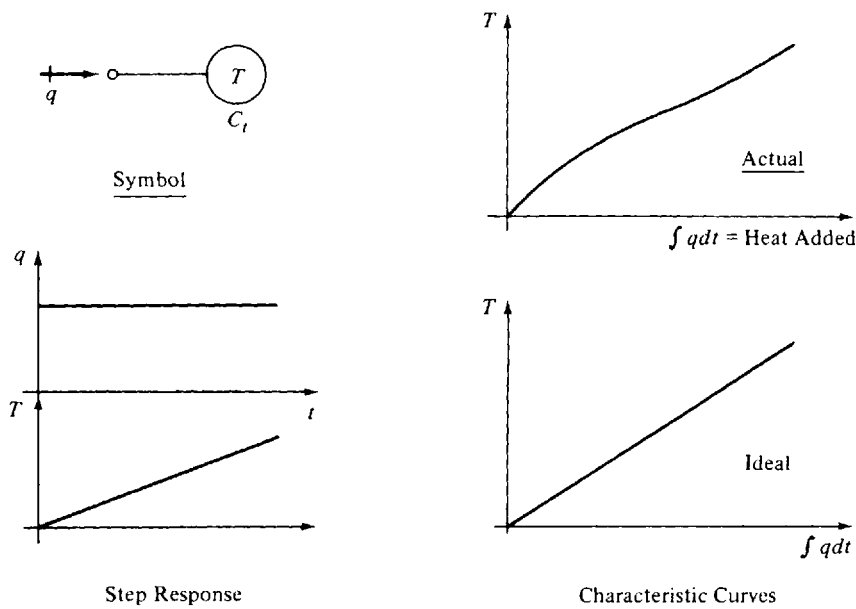 q
T
C_t
Symbol
T
Actual
∫ qdt = Heat Added
q
t
T
Step Response
T
Ideal
∫ qdt
Characteristic Curves